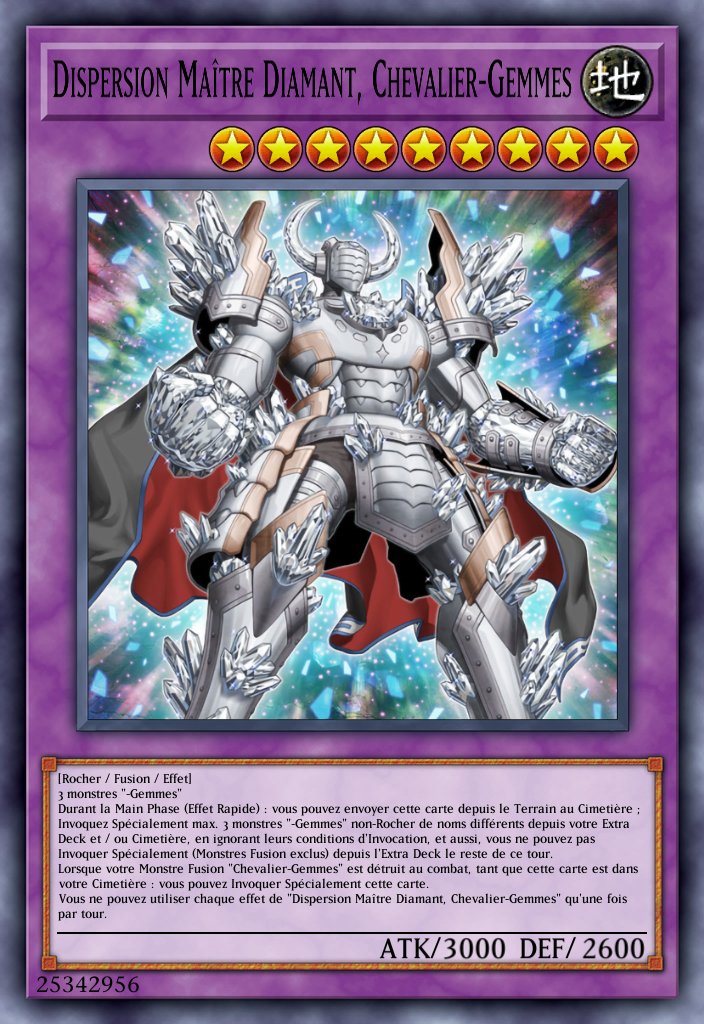 Dispersion Maître Diamant, Chevalier-Gemmes
地
[Rocher / Fusion / Effet]
3 monstres "-Gemmes"
Durant la Main Phase (Effet Rapide) : vous pouvez envoyer cette carte depuis le Terrain au Cimetière ;
Invoquez Spécialement max. 3 monstres "-Gemmes" non-Rocher de noms différents depuis votre Extra
Deck et / ou Cimetière, en ignorant leurs conditions d'Invocation, et aussi, vous ne pouvez pas
Invoquer Spécialement (Monstres Fusion exclus) depuis l'Extra Deck le reste de ce tour.
Lorsque votre Monstre Fusion "Chevalier-Gemmes" est détruit au combat, tant que cette carte est dans
votre Cimetière : vous pouvez Invoquer Spécialement cette carte.
Vous ne pouvez utiliser chaque effet de "Dispersion Maître Diamant, Chevalier-Gemmes" qu'une fois
par tour.
ATK/3000 DEF/ 2600
25342956